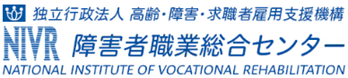 独立行政法人 高齢・障害・求職者雇用支援機構
NIVR 障害者職業総合センター
NATIONAL INSTITUTE OF VOCATIONAL REHABILITATION